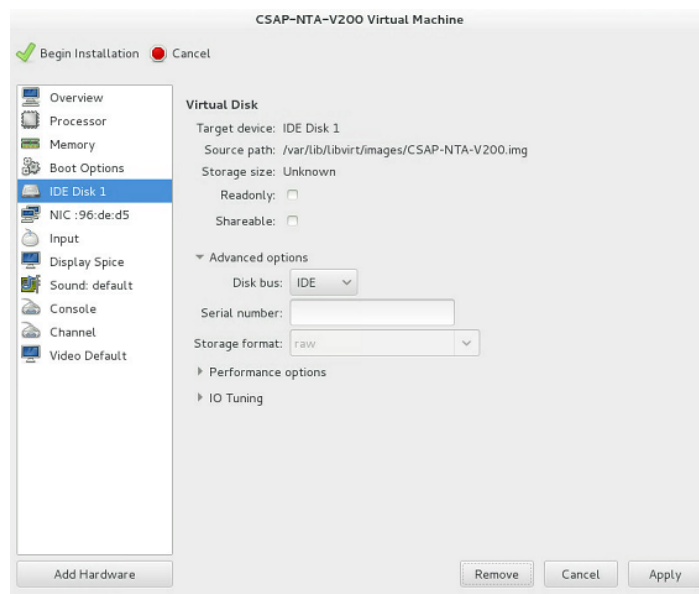 CSAP-NTA-V200 Virtual Machine
Begin Installation Cancel
Overview
Processor
Memory
Boot Options
IDE Disk 1
NIC :96:de:d5
Input
Display Spice
Sound: default
Console
Channel
Video Default
Add Hardware
Virtual Disk
Target device: IDE Disk 1
Source path: /var/lib/libvirt/images/CSAP-NTA-V200.img
Storage size: Unknown
Readonly:
Shareable:
Advanced options
Disk bus: IDE
Serial number:
Storage format: raw
Performance options
IO Tuning
Remove Cancel Apply